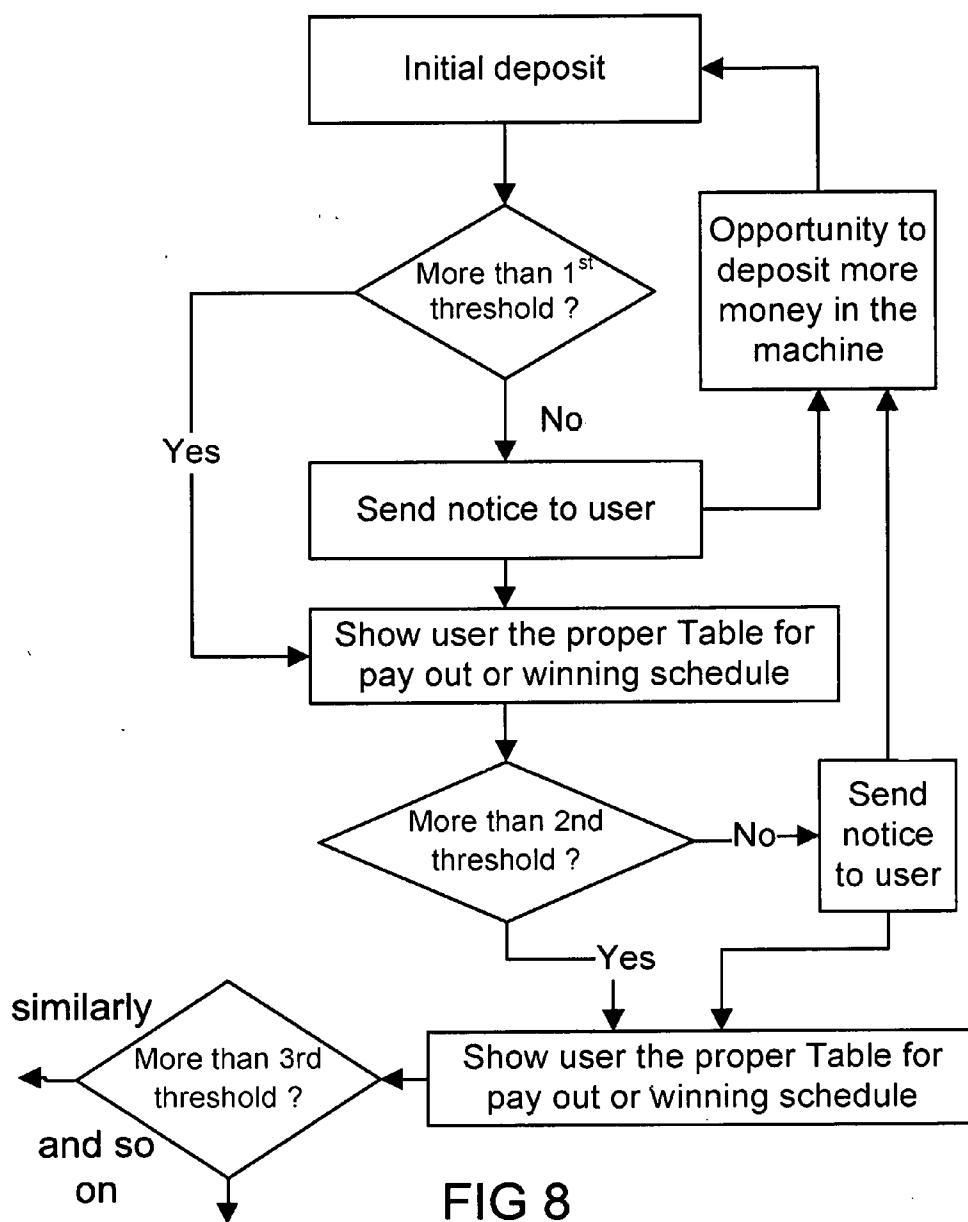 Initial deposit
Opportunity to
deposit more
money in the
machine
More than 1st
threshold ?
No
Yes
Send notice to user
Show user the proper Table for
pay out or winning schedule
More than 2nd
threshold ?
No
Send
notice
to user
Yes
similarly
More than 3rd
threshold ?
Show user the proper Table for
pay out or winning schedule
and so
on
FIG 8